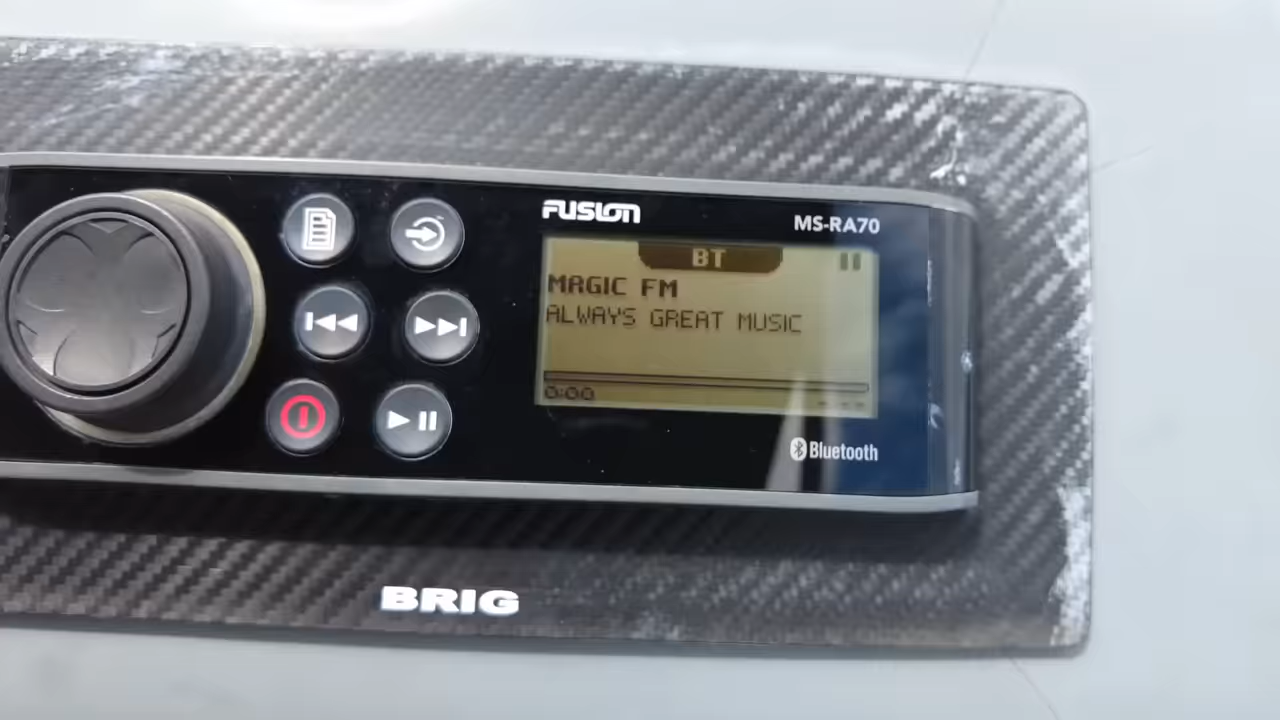 FUSION
MS-RA70
BT
MAGIC FM
ALWAYS GREAT MUSIC
0:00
Bluetooth
BRIG